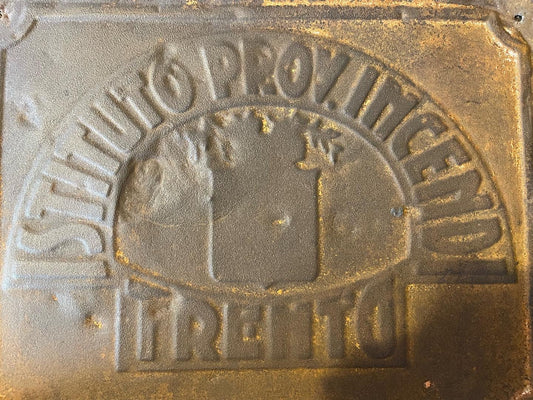 ISTITUTO PROV. INCENDI
TRENTO